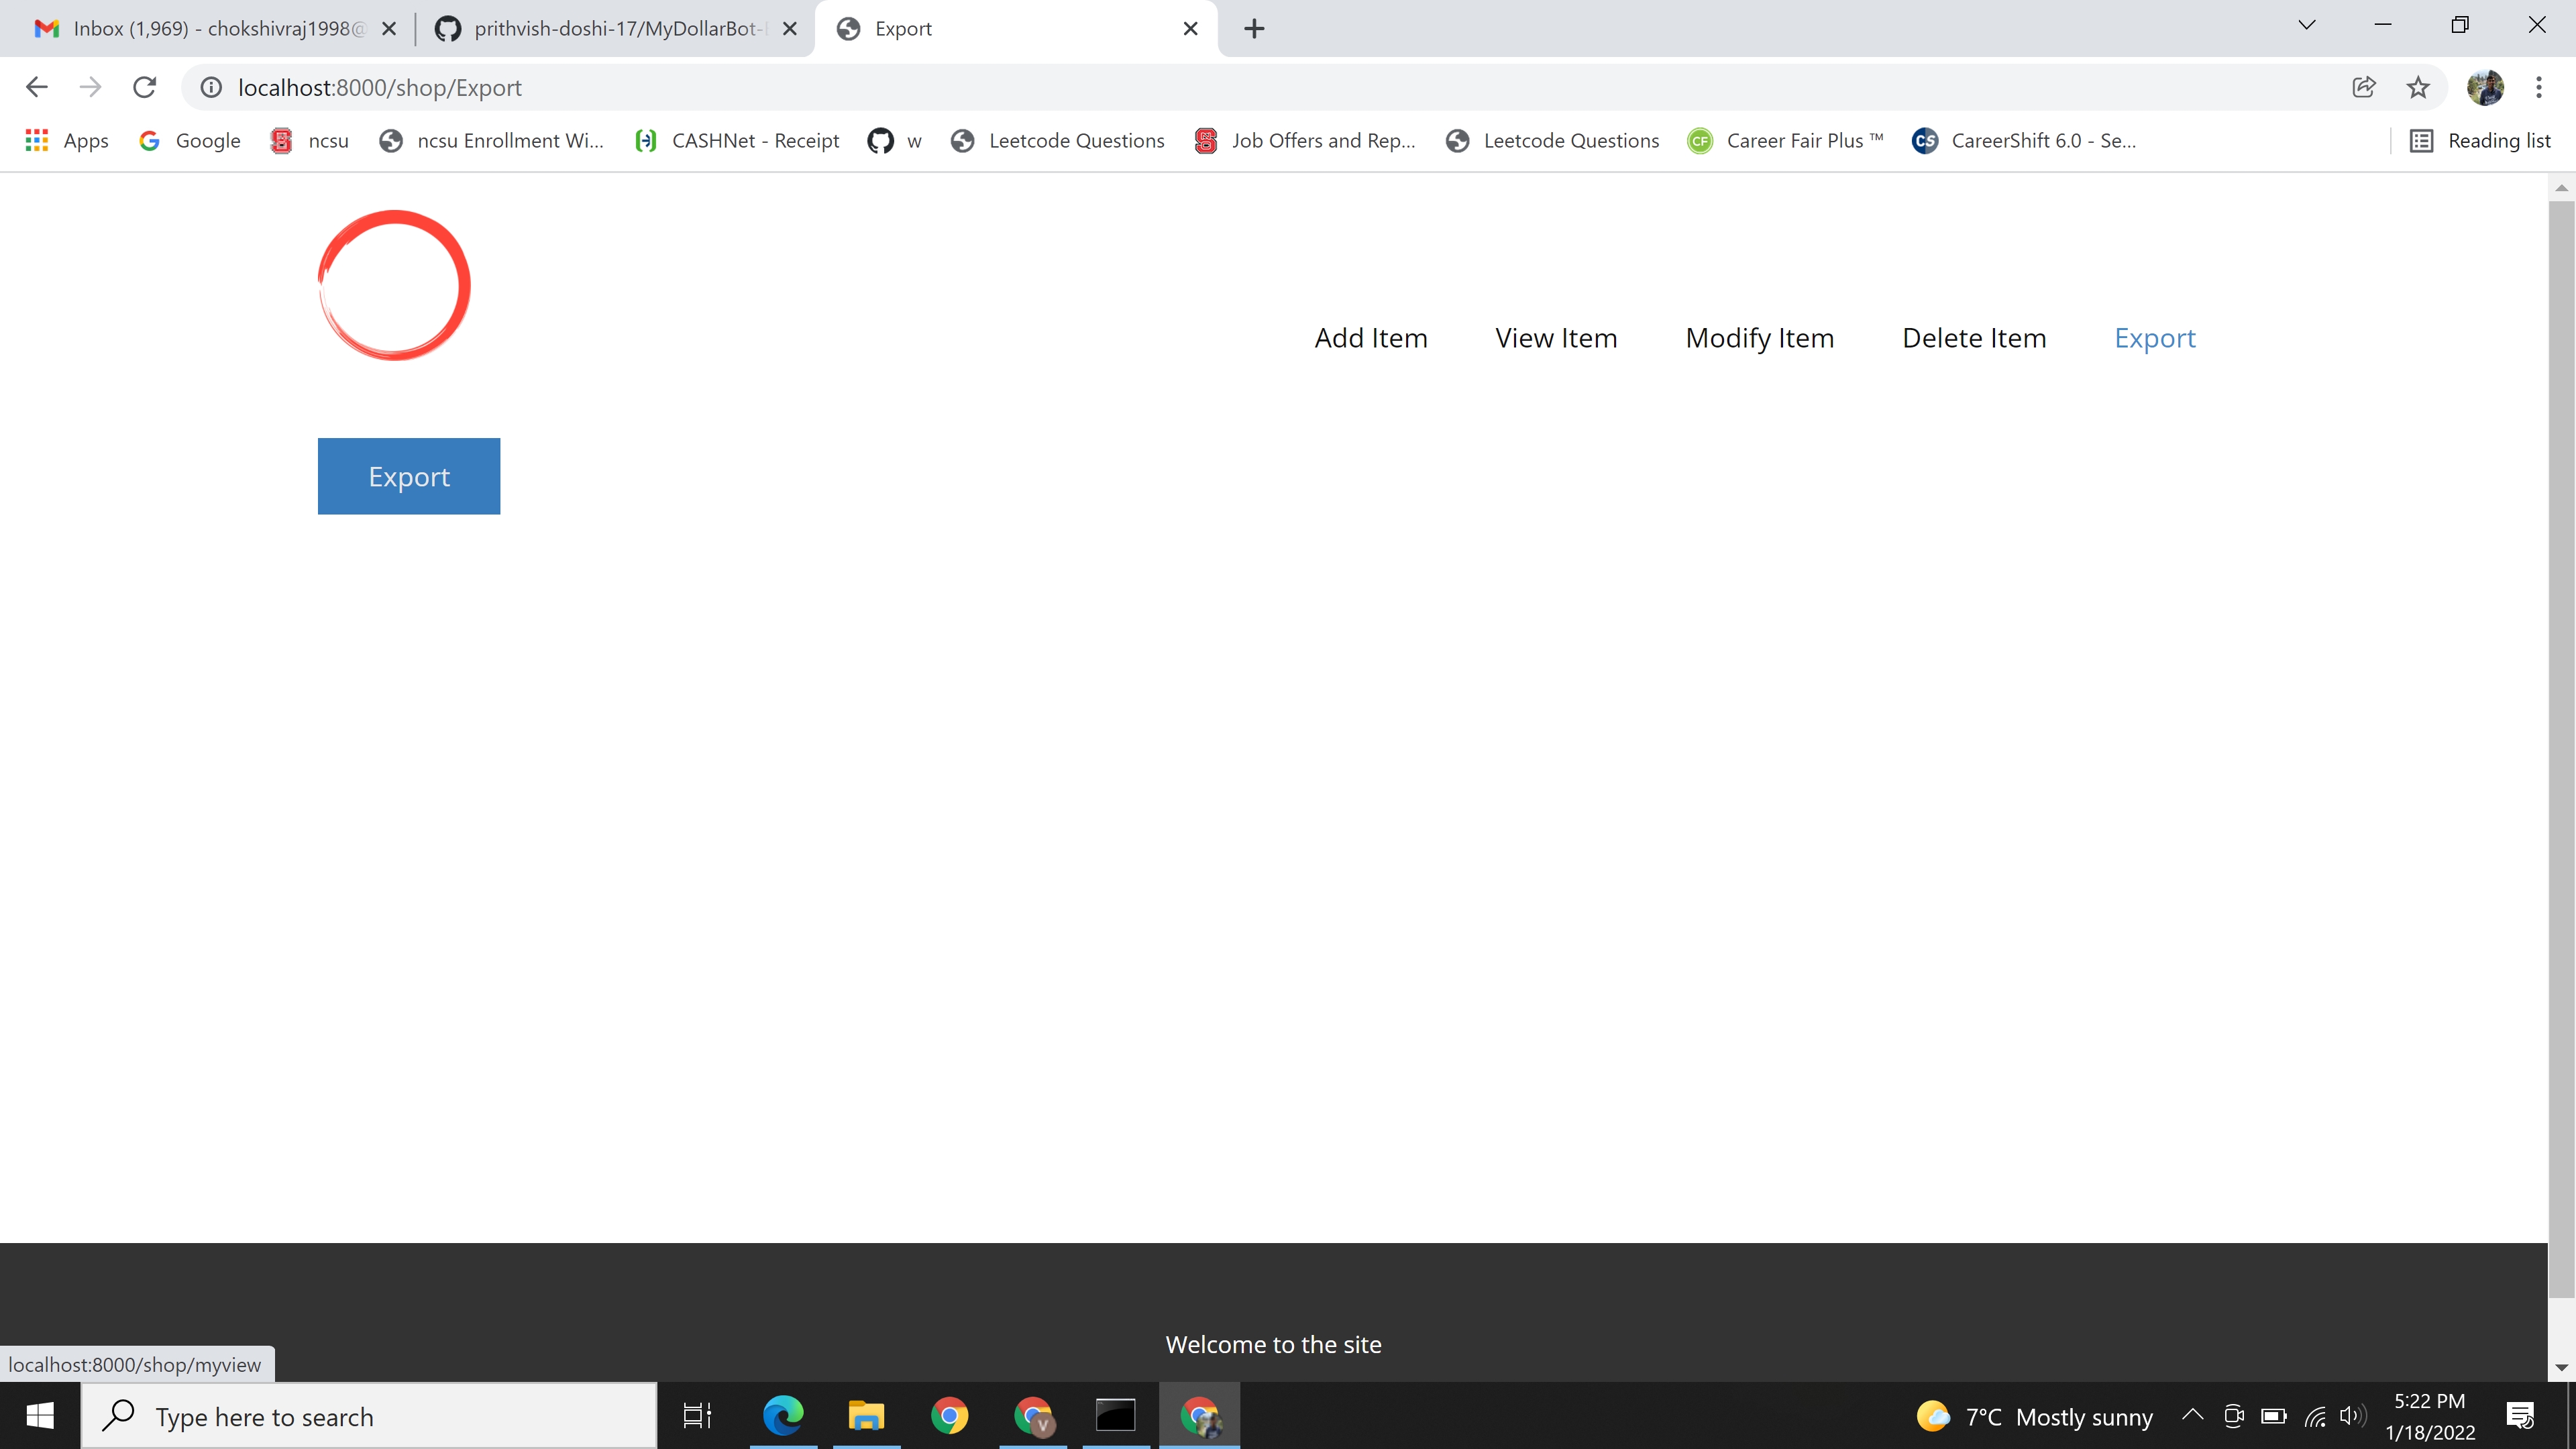 Inbox (1,969) - chokshivraj1998@
prithvish-doshi-17/MyDollarBot-
Export
localhost:8000/shop/Export
Apps
Google
ncsu
ncsu Enrollment Wi...
CASHNet - Receipt
w
Leetcode Questions
Job Offers and Rep...
Leetcode Questions
CF
Career Fair Plus ™
CS
CareerShift 6.0 - Se...
Reading list
Add Item
View Item
Modify Item
Delete Item
Export
Export
Welcome to the site
localhost:8000/shop/myview
Type here to search
V
7°C Mostly sunny
5:22 PM
1/18/2022